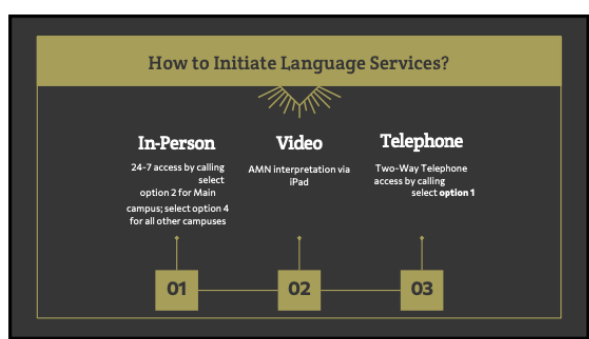 How to Initiate Language Services?
In-Person
24-7 access by calling
select
option 2 for Main
campus; select option 4
for all other campuses
Video
AMN interpretation via
iPad
Telephone
Two-Way Telephone
access by calling
select option 1
01
02
03